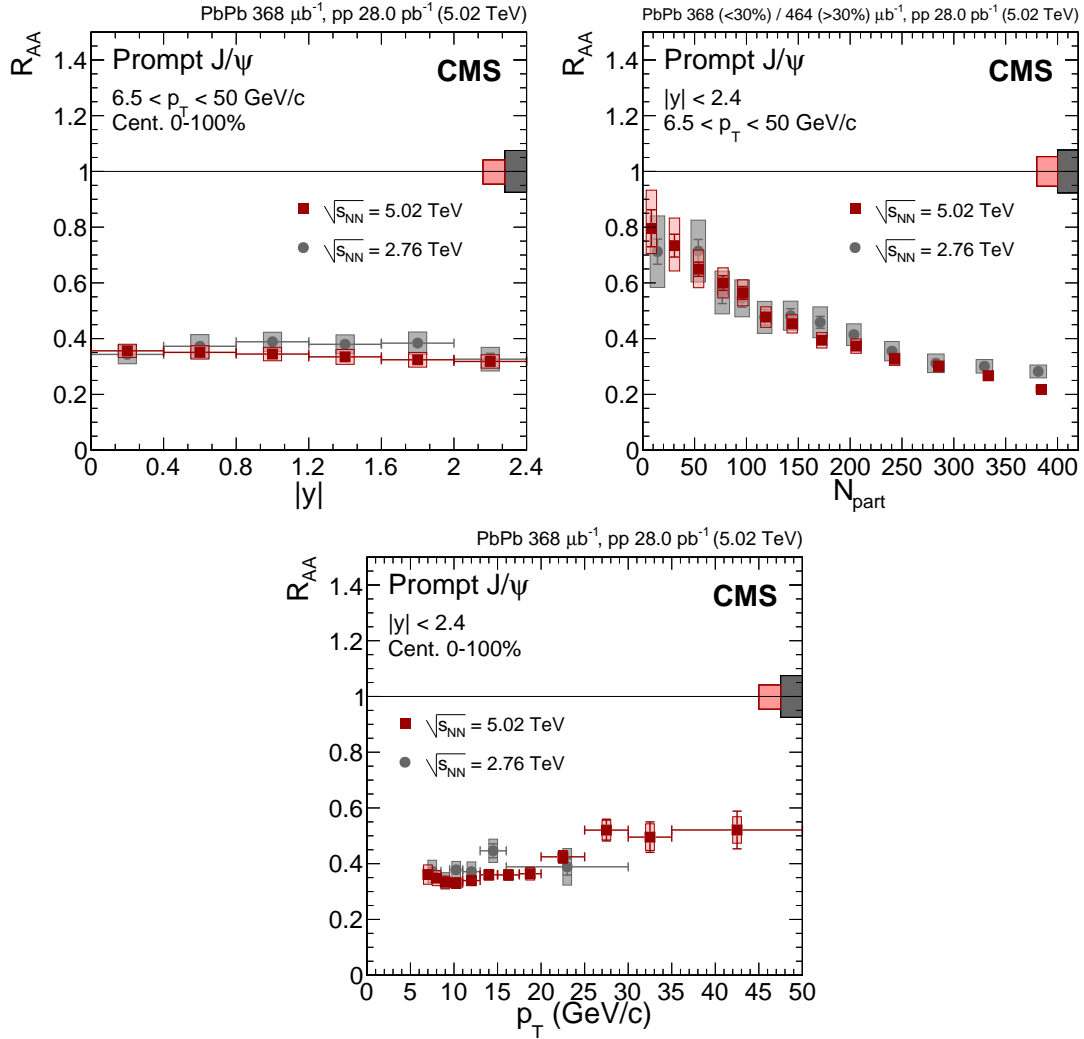 PbPb 368 μb⁻¹, pp 28.0 pb⁻¹ (5.02 TeV)
R_AA
1.4
1.2
1
0.8
0.6
0.4
0.2
0
Prompt J/ψ
CMS
6.5 < p_T < 50 GeV/c
Cent. 0-100%
√s_NN = 5.02 TeV
√s_NN = 2.76 TeV
0 0.4 0.8 1.2 1.6 2 2.4
|y|
PbPb 368 (<30%) / 464 (>30%) μb⁻¹, pp 28.0 pb⁻¹ (5.02 TeV)
R_AA
1.4
1.2
1
0.8
0.6
0.4
0.2
0
Prompt J/ψ
CMS
|y| < 2.4
6.5 < p_T < 50 GeV/c
√s_NN = 5.02 TeV
√s_NN = 2.76 TeV
0 50 100 150 200 250 300 350 400
N_part
PbPb 368 μb⁻¹, pp 28.0 pb⁻¹ (5.02 TeV)
R_AA
1.4
1.2
1
0.8
0.6
0.4
0.2
0
Prompt J/ψ
CMS
|y| < 2.4
Cent. 0-100%
√s_NN = 5.02 TeV
√s_NN = 2.76 TeV
0 5 10 15 20 25 30 35 40 45 50
p_T (GeV/c)